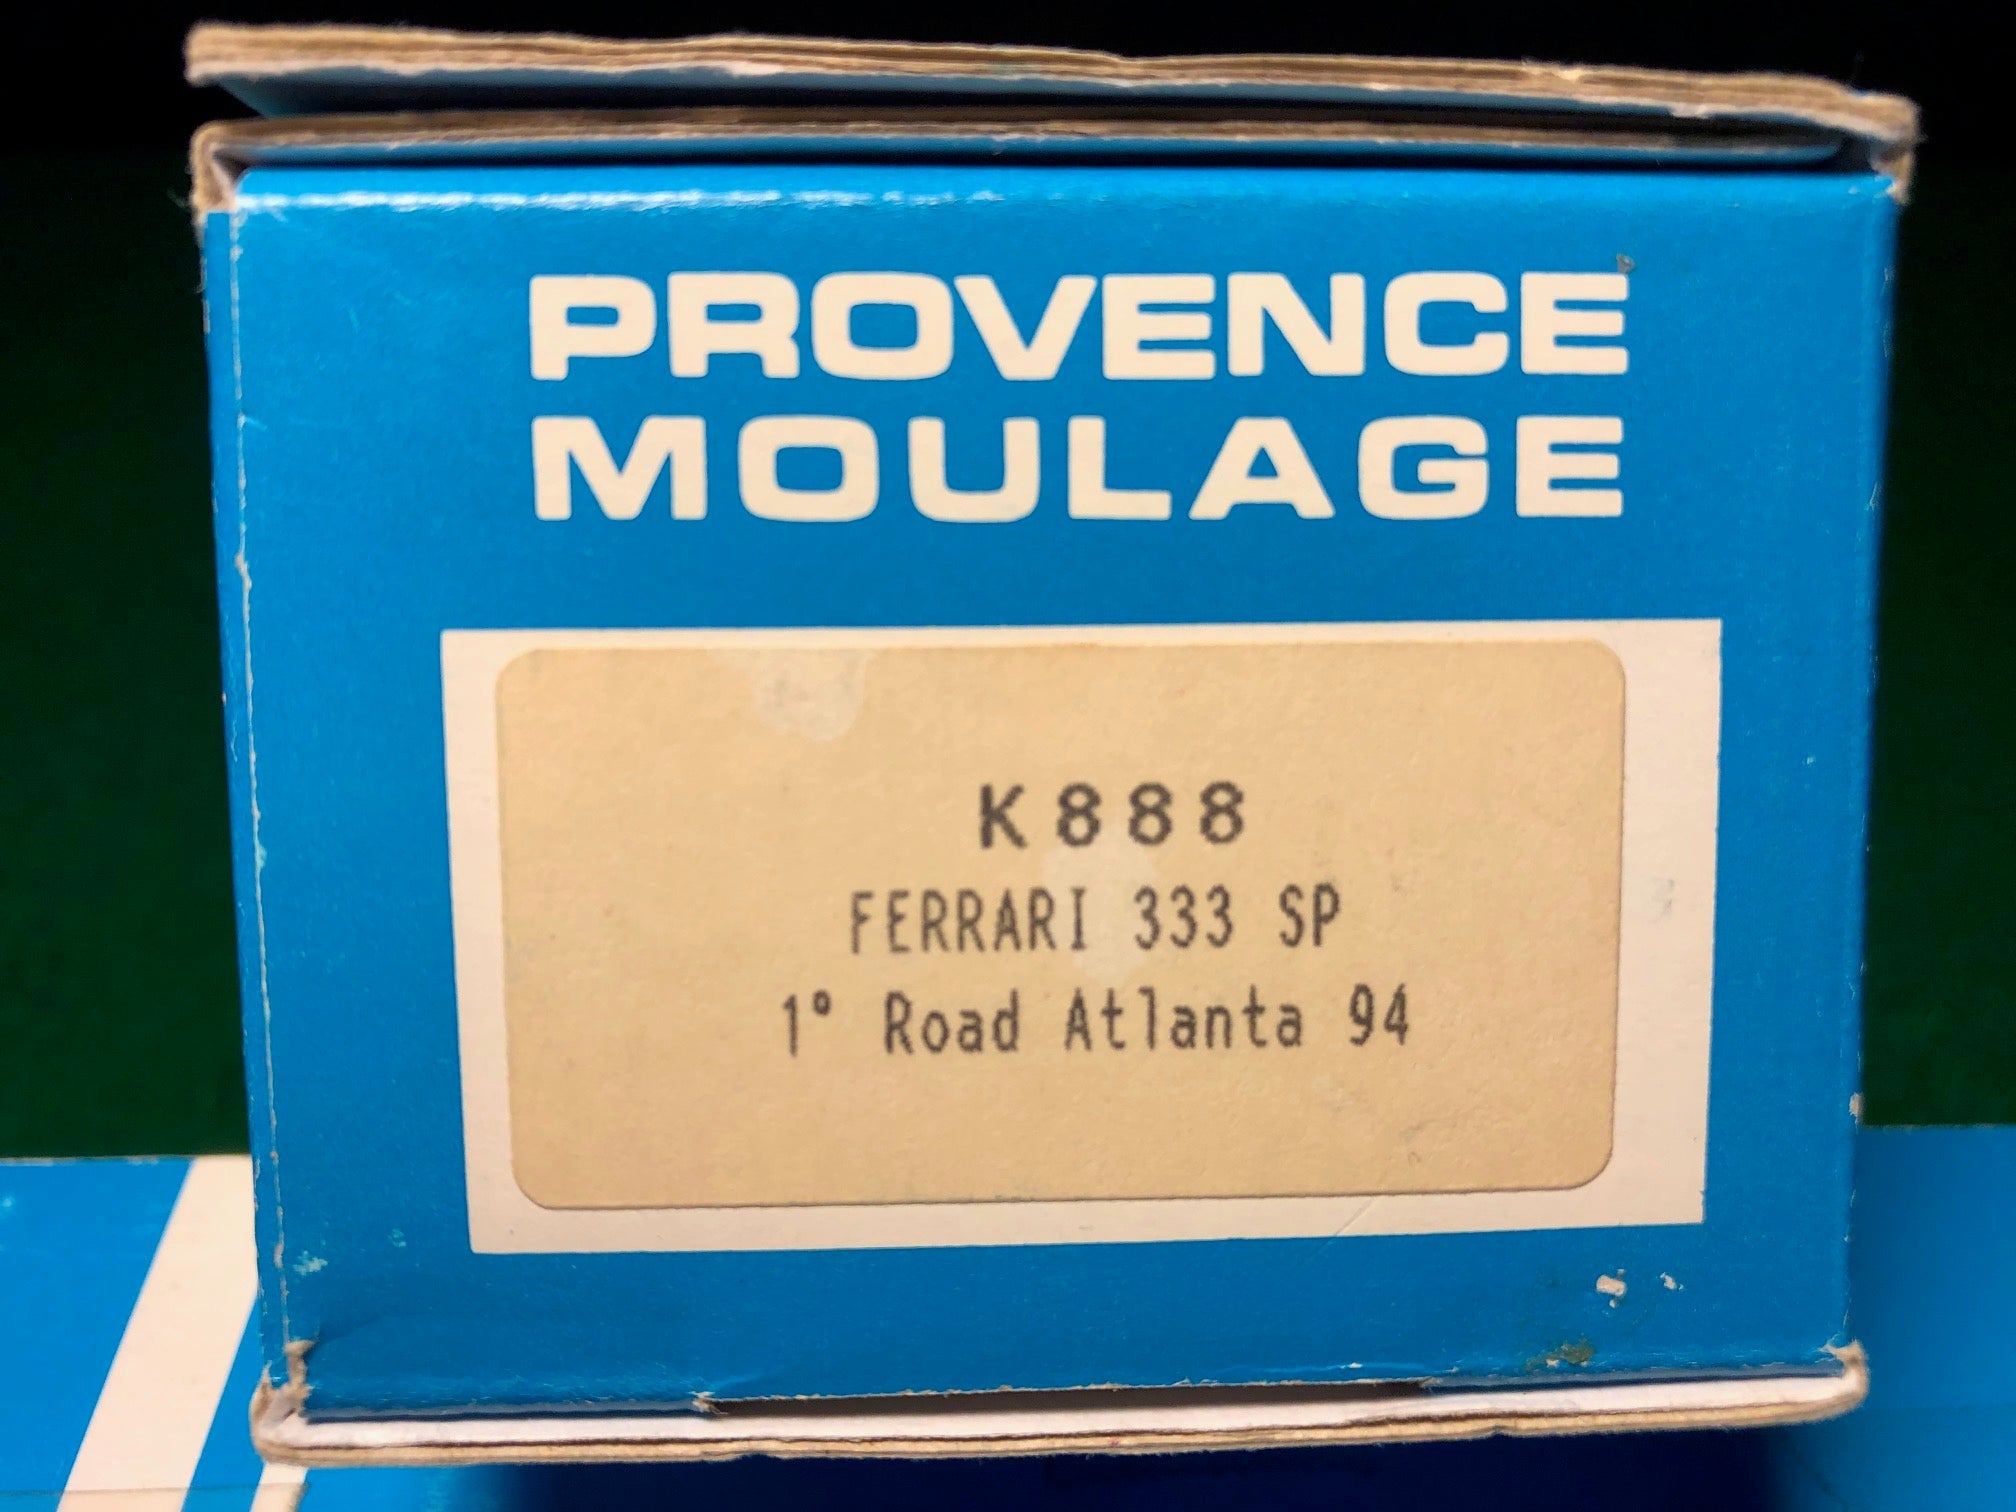 PROVENCE
MOULAGE
K888
FERRARI 333 SP
1° Road Atlanta 94